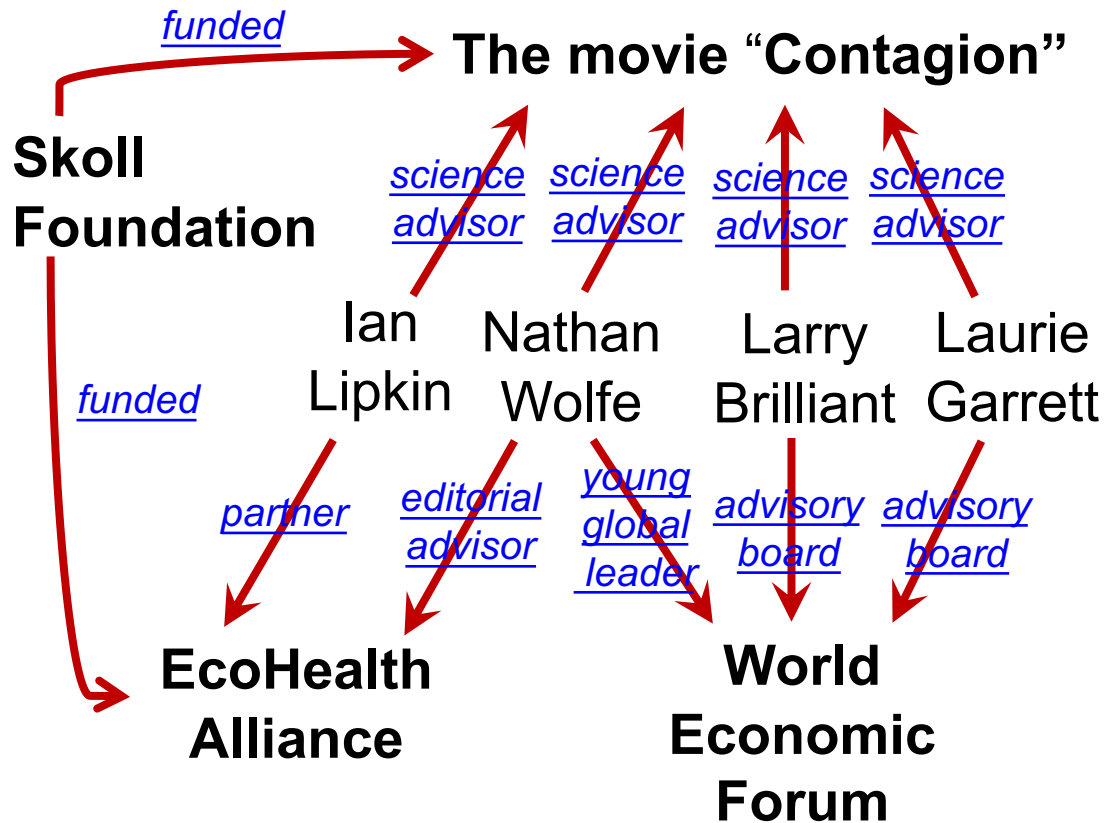 funded
The movie “Contagion”
Skoll
Foundation
science
advisor
science
advisor
science
advisor
science
advisor
Ian
Lipkin
Nathan
Wolfe
Larry
Brilliant
Laurie
Garrett
funded
partner
editorial
advisor
young
global
leader
advisory
board
advisory
board
EcoHealth
Alliance
World
Economic
Forum